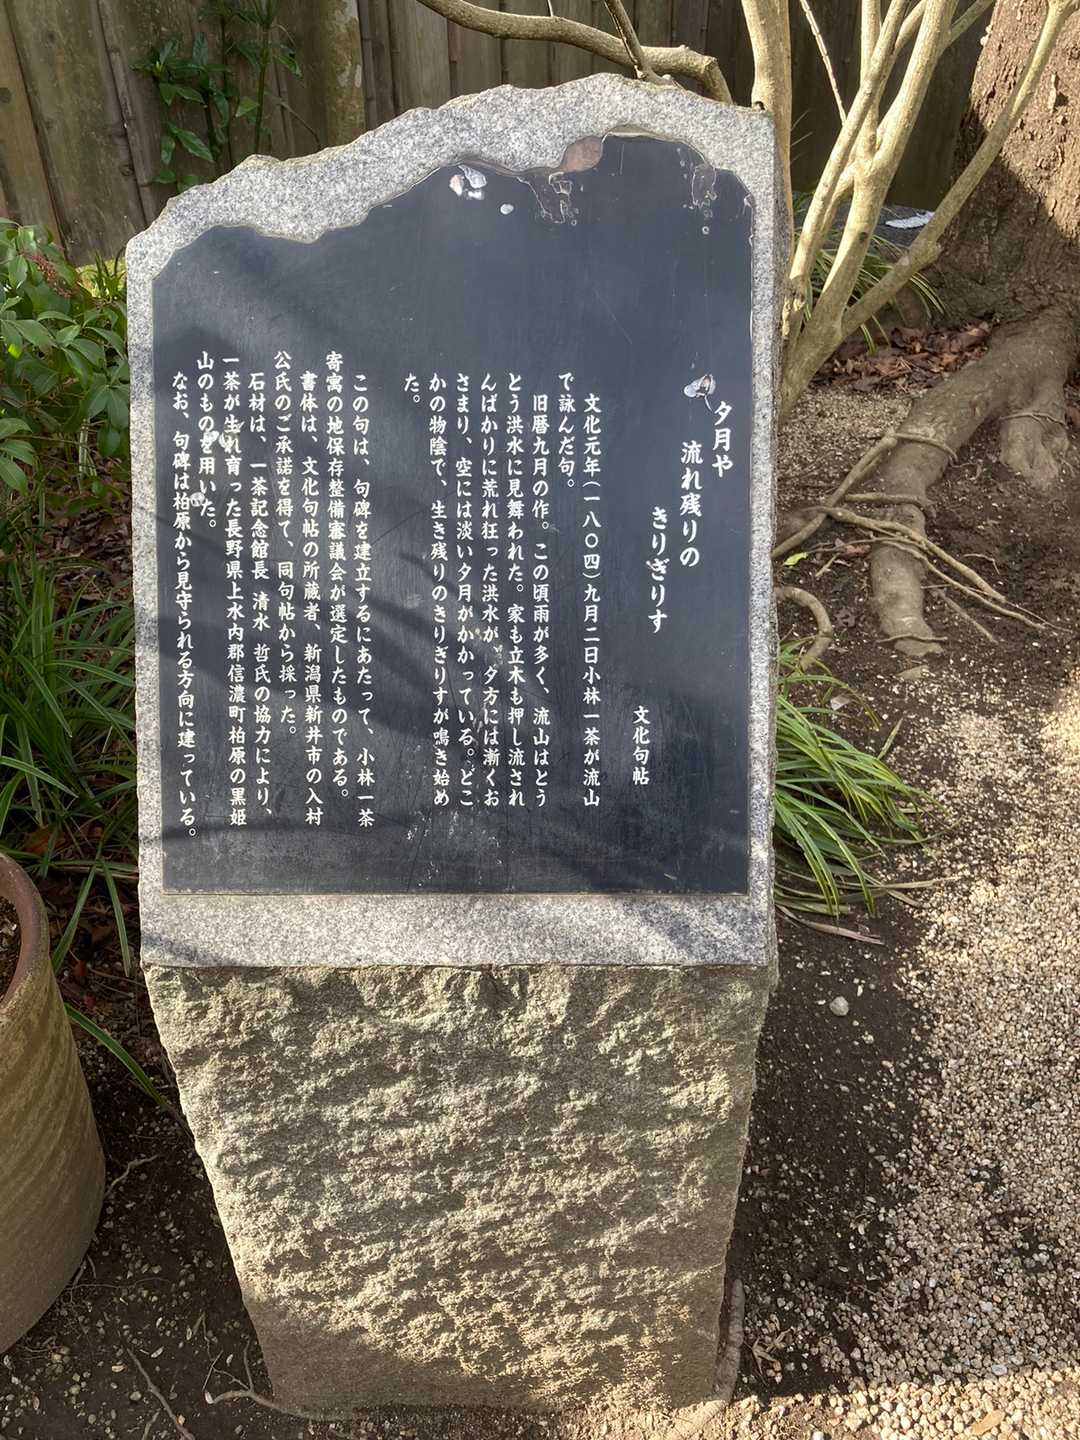 夕月や
流れ残りの
きりぎりす
文化句帖
文化元年(一八〇四)九月二日小林一茶が流山
で詠んだ句。
旧暦九月の作。この頃雨が多く、流山はとう
とう洪水に見舞われた。家も立木も押し流され
んばかりに荒れ狂った洪水が、夕方には漸くお
さまり、空には淡い夕月がかかっている。どこ
かの物陰で、生き残りのきりぎりすが鳴き始め
た。
この句は、句碑を建立するにあたって、小林一茶
寄寓の地保存整備審議会が選定したものである。
書体は、文化句帖の所蔵者、新潟県新井市の入村
公氏のご承諾を得て、同句帖から採った。
石材は、一茶記念館長 清水 哲氏の協力により、
一茶が生れ育った長野県上水内郡信濃町柏原の黒姫
山のものを用いた。
なお、句碑は柏原から見守られる方向に建っている。